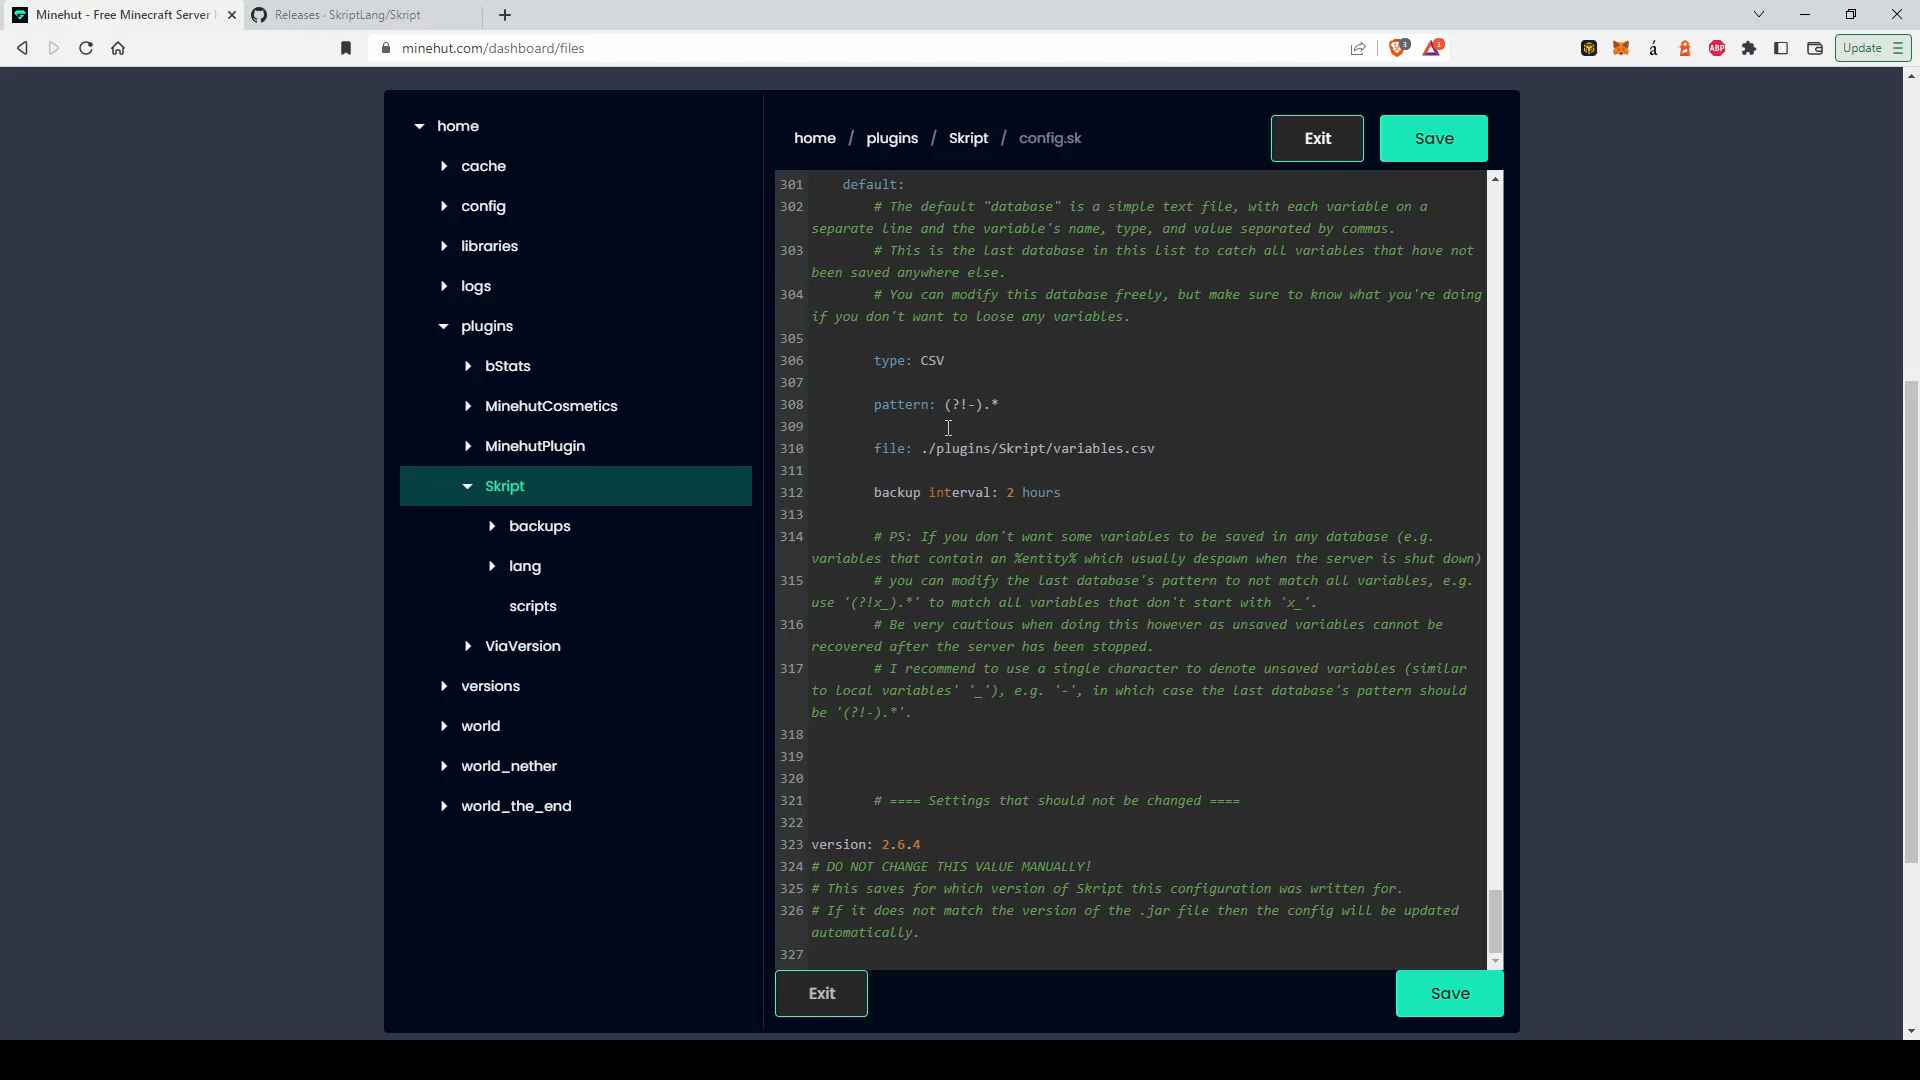 Minehut - Free Minecraft Server H
Releases · SkriptLang/Skript
minehut.com/dashboard/files
3
3
á
ABP
Update
home
cache
config
libraries
logs
plugins
bStats
MinehutCosmetics
MinehutPlugin
Skript
backups
lang
scripts
ViaVersion
versions
world
world_nether
world_the_end
home / plugins / Skript / config.sk
Exit
Save
301 default:
302 # The default "database" is a simple text file, with each variable on a
separate line and the variable's name, type, and value separated by commas.
303 # This is the last database in this list to catch all variables that have not
been saved anywhere else.
304 # You can modify this database freely, but make sure to know what you're doing
if you don't want to loose any variables.
305
306 type: CSV
307
308 pattern: (?!-).*
309
310 file: ./plugins/Skript/variables.csv
311
312 backup interval: 2 hours
313
314 # PS: If you don't want some variables to be saved in any database (e.g.
variables that contain an %entity% which usually despawn when the server is shut down)
315 # you can modify the last database's pattern to not match all variables, e.g.
use '(?!x_).*' to match all variables that don't start with 'x_'.
316 # Be very cautious when doing this however as unsaved variables cannot be
recovered after the server has been stopped.
317 # I recommend to use a single character to denote unsaved variables (similar
to local variables' '_'), e.g. '-', in which case the last database's pattern should
be '(?!-).*'.
318
319
320
321 # ==== Settings that should not be changed ====
322
323 version: 2.6.4
324 # DO NOT CHANGE THIS VALUE MANUALLY!
325 # This saves for which version of Skript this configuration was written for.
326 # If it does not match the version of the .jar file then the config will be updated
automatically.
327
Exit
Save